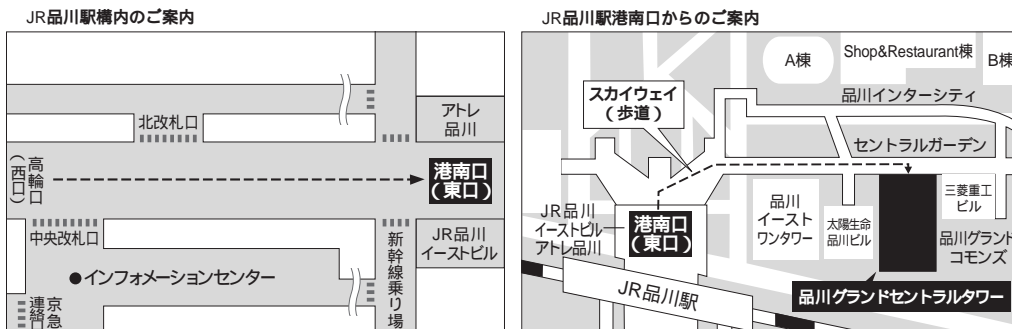 JR品川駅構内のご案内
北改札口
アトレ
品川
高輪口
(西口)
港南口
(東口)
中央改札口
新幹線乗り場
JR品川
イーストビル
●インフォメーションセンター
京急
連絡口
JR品川駅港南口からのご案内
A棟
Shop&Restaurant棟
B棟
スカイウェイ
(歩道)
品川インターシティ
セントラルガーデン
JR品川
イーストビル
アトレ品川
港南口
(東口)
品川
イースト
ワンタワー
太陽生命
品川ビル
三菱重工
ビル
品川グランド
コモンズ
JR品川駅
品川グランドセントラルタワー